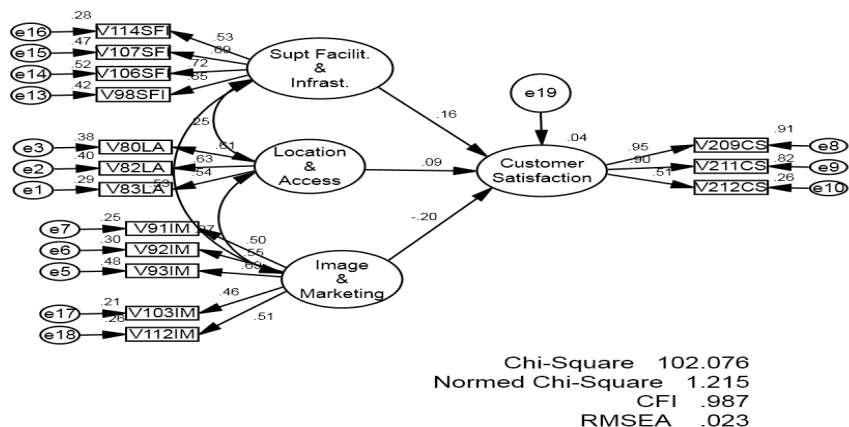 .28
e16 V114SFI .53
.47
e15 V107SFI .69
.52
e14 V106SFI .72
.42
e13 V98SFI .65
Supt Facilit.
&
Infrast.
.25
.16
e19
.04
.38
e3 V80LA .61
.40
e2 V82LA .63
.29
e1 V83LA .54
Location
&
Access
.09
Customer
Satisfaction
.95 V209CS .91 e8
.90 V211CS .82 e9
.51 V212CS .26 e10
.25
e7 V91IM .50
.30
e6 V92IM .55
.48
e5 V93IM
.21
e17 V103IM .46
.26
e18 V112IM .51
Image
&
Marketing
-.20
Chi-Square 102.076
Normed Chi-Square 1.215
CFI .987
RMSEA .023